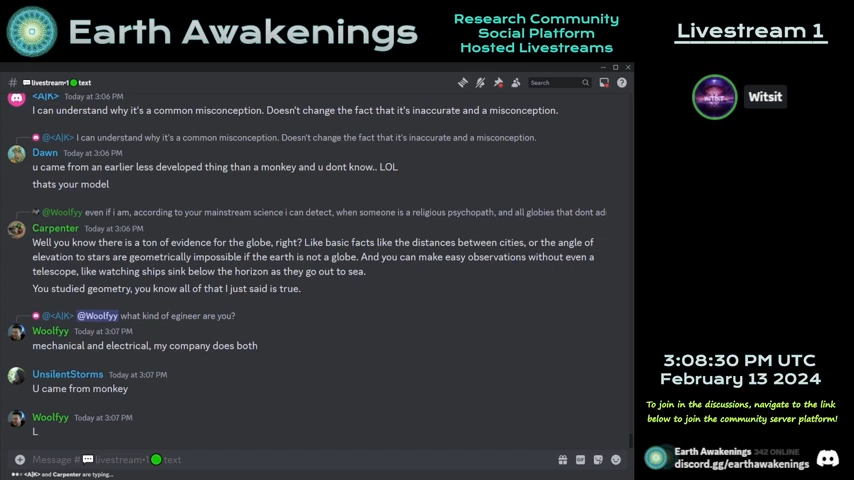 Earth Awakenings
Research Community
Social Platform
Hosted Livestreams
Livestream 1
# livestream•1 text
Search
<A|K> Today at 3:06 PM
I can understand why it's a common misconception. Doesn't change the fact that it's inaccurate and a misconception.
@<A|K> I can understand why it's a common misconception. Doesn't change the fact that it's inaccurate and a misconception.
Dawn Today at 3:06 PM
u came from an earlier less developed thing than a monkey and u dont know.. LOL
thats your model
@Woolfyy even if i am, according to your mainstream science i can detect, when someone is a religious psychopath, and all globies that dont ad
Carpenter Today at 3:06 PM
Well you know there is a ton of evidence for the globe, right? Like basic facts like the distances between cities, or the angle of
elevation to stars are geometrically impossible if the earth is not a globe. And you can make easy observations without even a
telescope, like watching ships sink below the horizon as they go out to sea.
You studied geometry, you know all of that I just said is true.
@<A|K> @Woolfyy what kind of egineer are you?
Woolfyy Today at 3:07 PM
mechanical and electrical, my company does both
UnsilentStorms Today at 3:07 PM
U came from monkey
Woolfyy Today at 3:07 PM
L
Message # livestream•1 text
GIF
<A|K> and Carpenter are typing...
WITSIT
Witsit
3:08:30 PM UTC
February 13 2024
To join in the discussions, navigate to the link
below to join the community server platform!
Earth Awakenings 342 ONLINE
discord.gg/earthawakenings